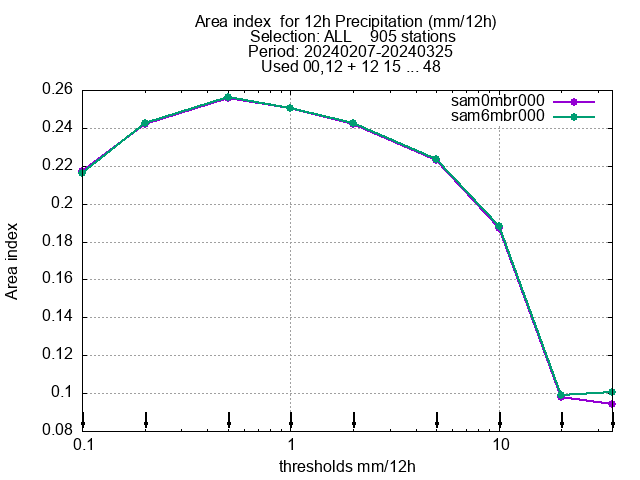 Area index  for 12h Precipitation (mm/12h)
Selection: ALL    905 stations
Period: 20240207-20240325
Used 00,12 + 12 15 ... 48
sam0mbr000
sam6mbr000
0.26
0.24
0.22
0.2
0.18
0.16
0.14
0.12
0.1
0.08
Area index
0.1 1 10
thresholds mm/12h